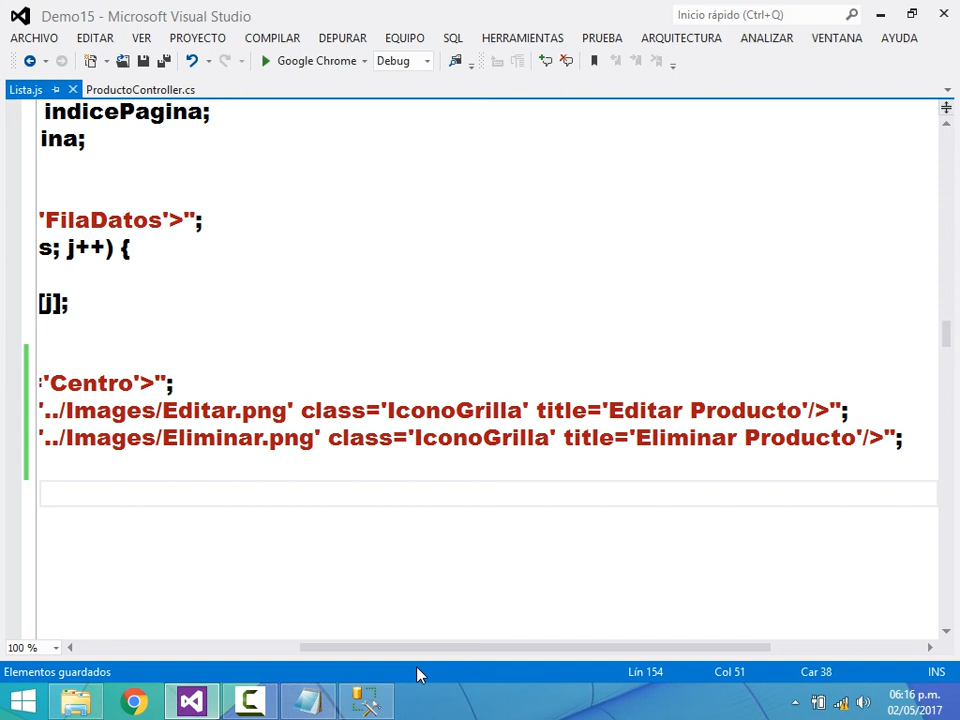 Demo15 - Microsoft Visual Studio
Inicio rápido (Ctrl+Q)
ARCHIVO EDITAR VER PROYECTO COMPILAR DEPURAR EQUIPO SQL HERRAMIENTAS PRUEBA ARQUITECTURA ANALIZAR VENTANA AYUDA
Google Chrome Debug
Lista.js ProductoController.cs
indicePagina;
ina;
'FilaDatos'>";
s; j++) {
[j];
'Centro'>";
'../Images/Editar.png' class='IconoGrilla' title='Editar Producto'/>";
'../Images/Eliminar.png' class='IconoGrilla' title='Eliminar Producto'/>";
100 %
Elementos guardados Lín 154 Col 51 Car 38 INS
06:16 p.m.
02/05/2017